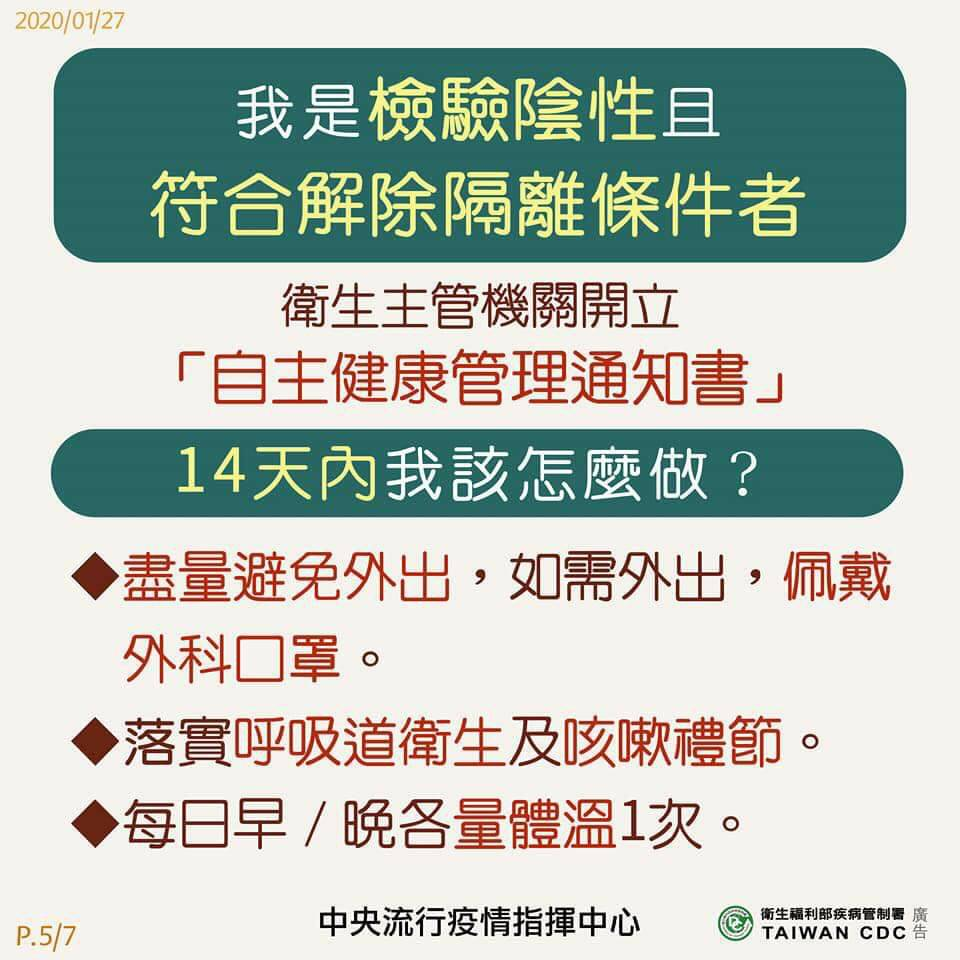 2020/01/27
我是檢驗陰性且
符合解除隔離條件者
衛生主管機關開立
「自主健康管理通知書」
14天內我該怎麼做？
◆盡量避免外出，如需外出，佩戴
外科口罩。
◆落實呼吸道衛生及咳嗽禮節。
◆每日早/晚各量體溫1次。
中央流行疫情指揮中心
衛生福利部疾病管制署
TAIWAN CDC
廣告
P.5/7